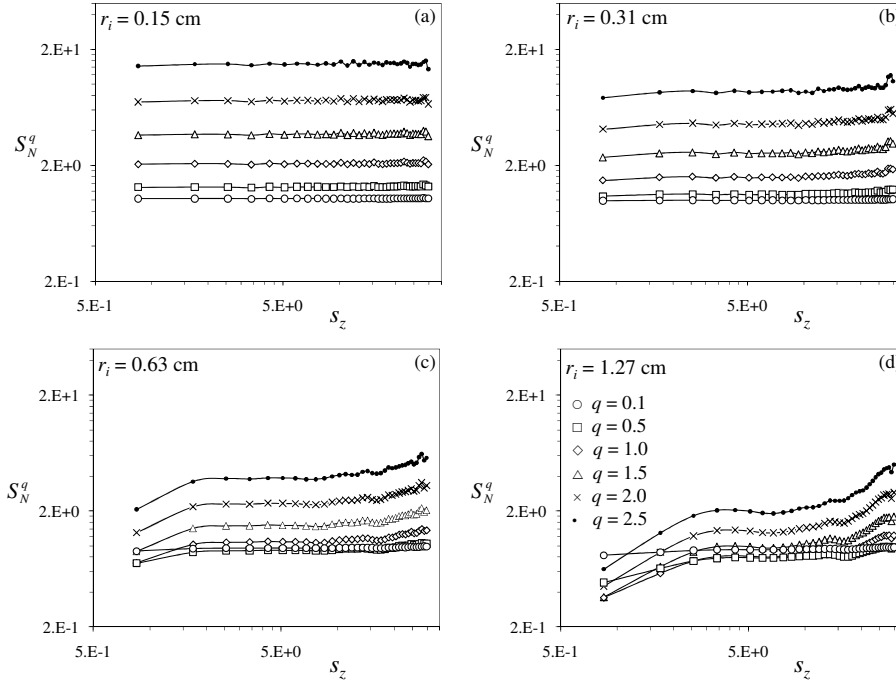 r_i = 0.15 cm
(a)
2.E+1
2.E+0
2.E-1
S_N^q
5.E-1
5.E+0
s_z
r_i = 0.31 cm
(b)
2.E+1
2.E+0
2.E-1
S_N^q
5.E-1
5.E+0
s_z
r_i = 0.63 cm
(c)
2.E+1
2.E+0
2.E-1
S_N^q
5.E-1
5.E+0
s_z
r_i = 1.27 cm
(d)
q = 0.1
q = 0.5
q = 1.0
q = 1.5
q = 2.0
q = 2.5
2.E+1
2.E+0
2.E-1
S_N^q
5.E-1
5.E+0
s_z